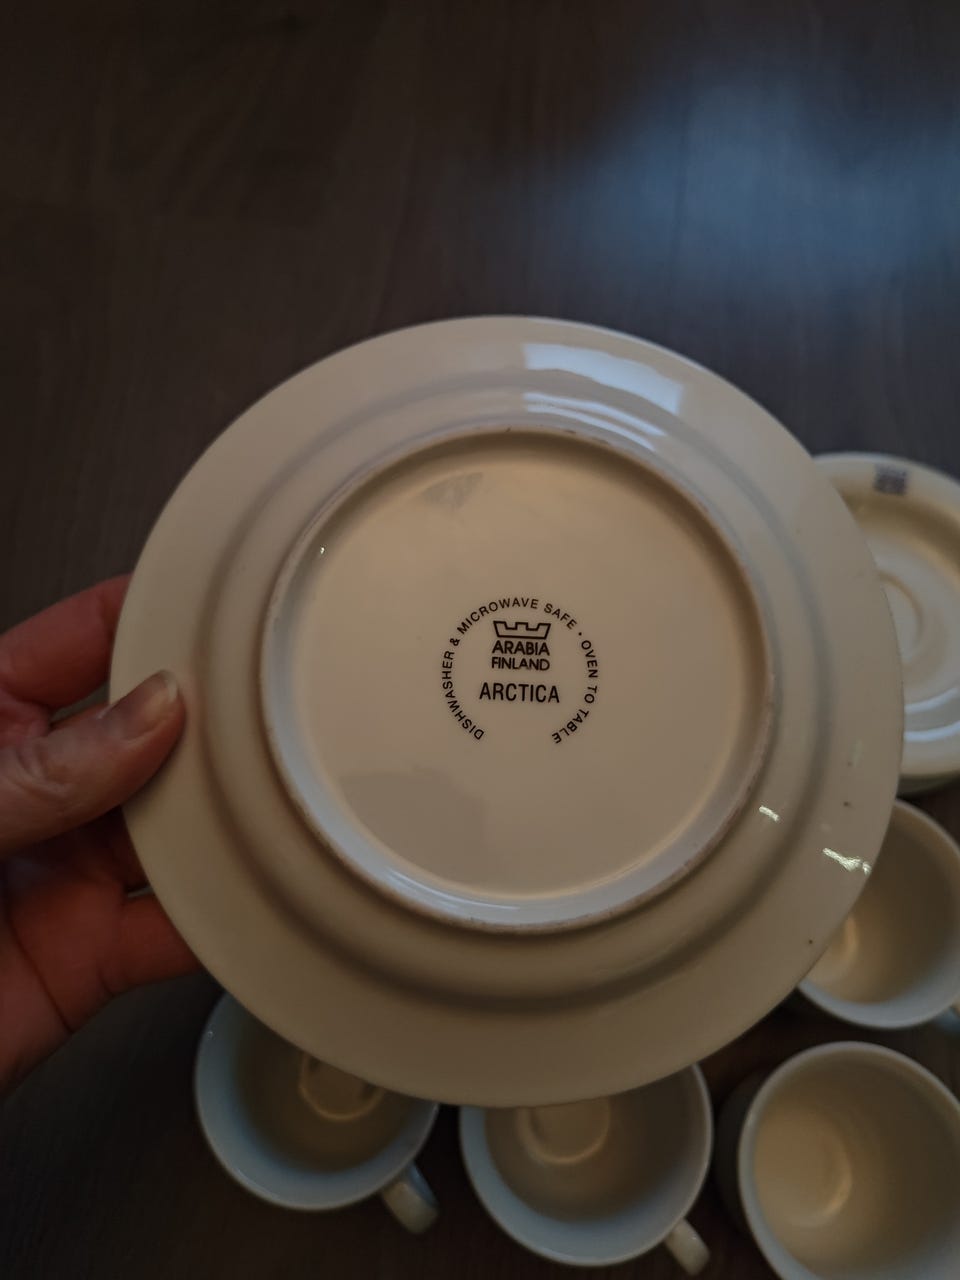 DISHWASHER & MICROWAVE SAFE • OVEN TO TABLE
ARABIA
FINLAND
ARCTICA